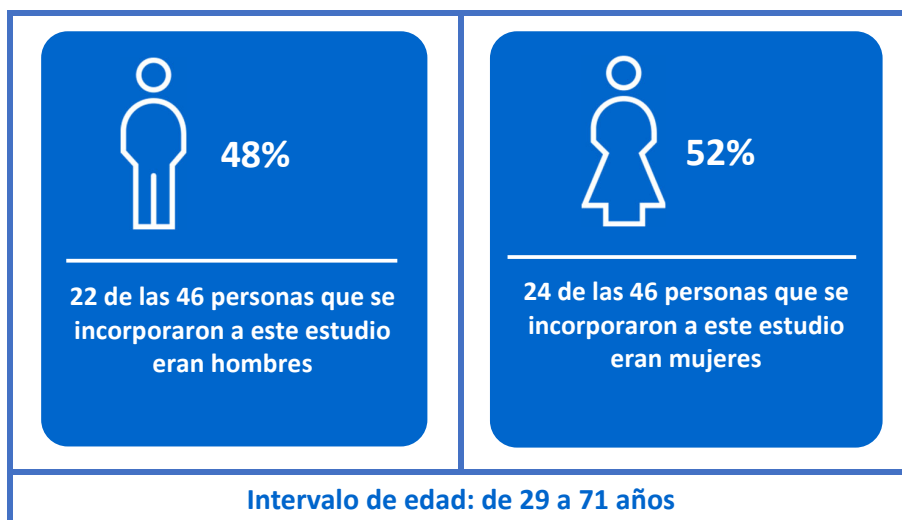 48%
22 de las 46 personas que se
incorporaron a este estudio
eran hombres
52%
24 de las 46 personas que se
incorporaron a este estudio
eran mujeres
Intervalo de edad: de 29 a 71 años